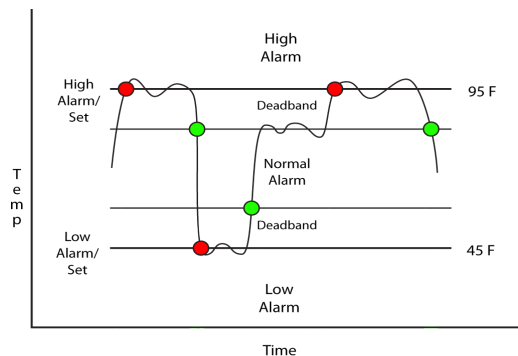 High
Alarm
High
Alarm/
Set
95 F
Deadband
T
e
m
p
Normal
Alarm
Deadband
Low
Alarm/
Set
45 F
Low
Alarm
Time